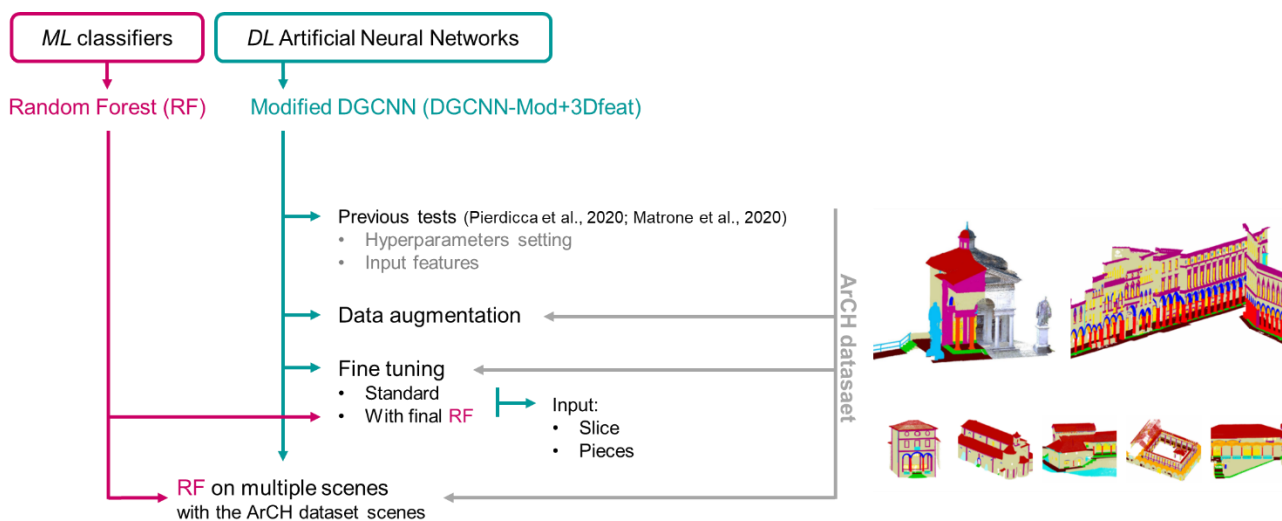 ML classifiers
DL Artificial Neural Networks
Random Forest (RF)
Modified DGCNN (DGCNN-Mod+3Dfeat)
Previous tests (Pierdicca et al., 2020; Matrone et al., 2020)
• Hyperparameters setting
• Input features
Data augmentation
Fine tuning
• Standard
• With final RF
Input:
• Slice
• Pieces
RF on multiple scenes
with the ArCH dataset scenes
ArCH datasaet